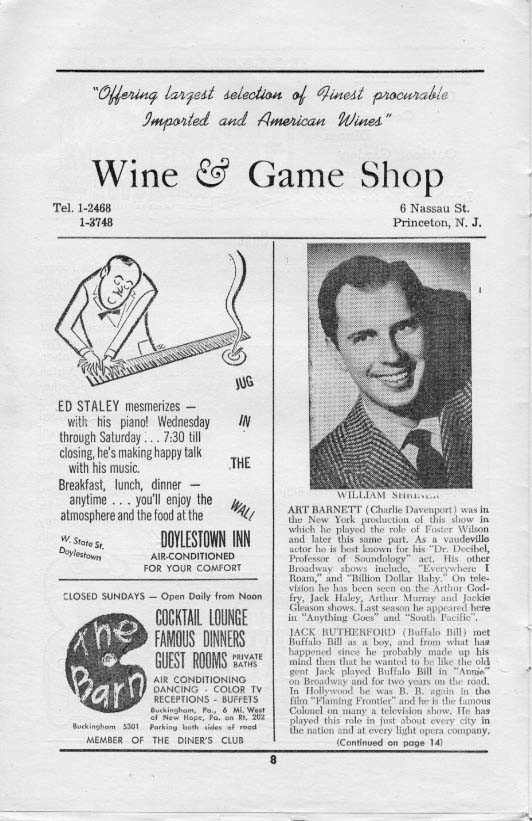 "Offering largest selection of Finest procurable
Imported and American Wines"
Wine & Game Shop
Tel. 1-2468
1-3748
6 Nassau St.
Princeton, N. J.
JUG
IN
THE
WALL
ED STALEY mesmerizes —
with his piano! Wednesday
through Saturday . . . 7:30 till
closing, he's making happy talk
with his music.
Breakfast, lunch, dinner —
anytime . . . you'll enjoy the
atmosphere and the food at the
W. State St.
Doylestown
DOYLESTOWN INN
AIR-CONDITIONED
FOR YOUR COMFORT
CLOSED SUNDAYS — Open Daily from Noon
The
Barn
COCKTAIL LOUNGE
FAMOUS DINNERS
GUEST ROOMS PRIVATE
BATHS
AIR CONDITIONING
DANCING - COLOR TV
RECEPTIONS - BUFFETS
Buckingham, Pa., 6 Mi. West
of New Hope, Pa. on Rt. 202
Buckingham 5301 Parking both sides of road
MEMBER OF THE DINER'S CLUB
WILLIAM SHRINER
ART BARNETT (Charlie Davenport) was in
the New York production of this show in
which he played the role of Foster Wilson
and later this same part. As a vaudeville
actor he is best known for his "Dr. Decibel,
Professor of Soundology" act. His other
Broadway shows include, "Everywhere I
Roam," and "Billion Dollar Baby." On tele-
vision he has been seen on the Arthur God-
fry, Jack Haley, Arthur Murray and Jackie
Gleason shows. Last season he appeared here
in "Anything Goes" and "South Pacific".
JACK RUTHERFORD (Buffalo Bill) met
Buffalo Bill as a boy, and from what has
happened since he probably made up his
mind then that he wanted to be like the old
gent Jack played Buffalo Bill in "Annie"
on Broadway and for two years on the road.
In Hollywood he was B. B. again in the
film "Flaming Frontier" and he is the famous
Colonel on many a television show. He has
played this role in just about every city in
the nation and at every light opera company.
(Continued on page 14)
8